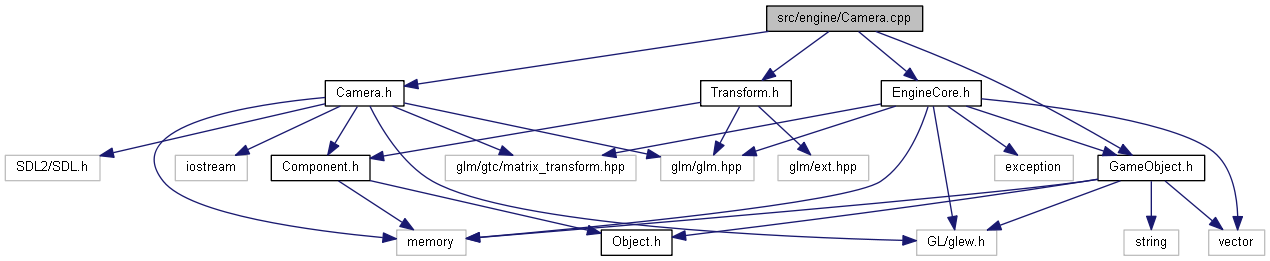 src/engine/Camera.cpp
Camera.h
Transform.h
EngineCore.h
SDL2/SDL.h
iostream
Component.h
glm/gtc/matrix_transform.hpp
glm/glm.hpp
glm/ext.hpp
exception
GameObject.h
memory
Object.h
GL/glew.h
string
vector